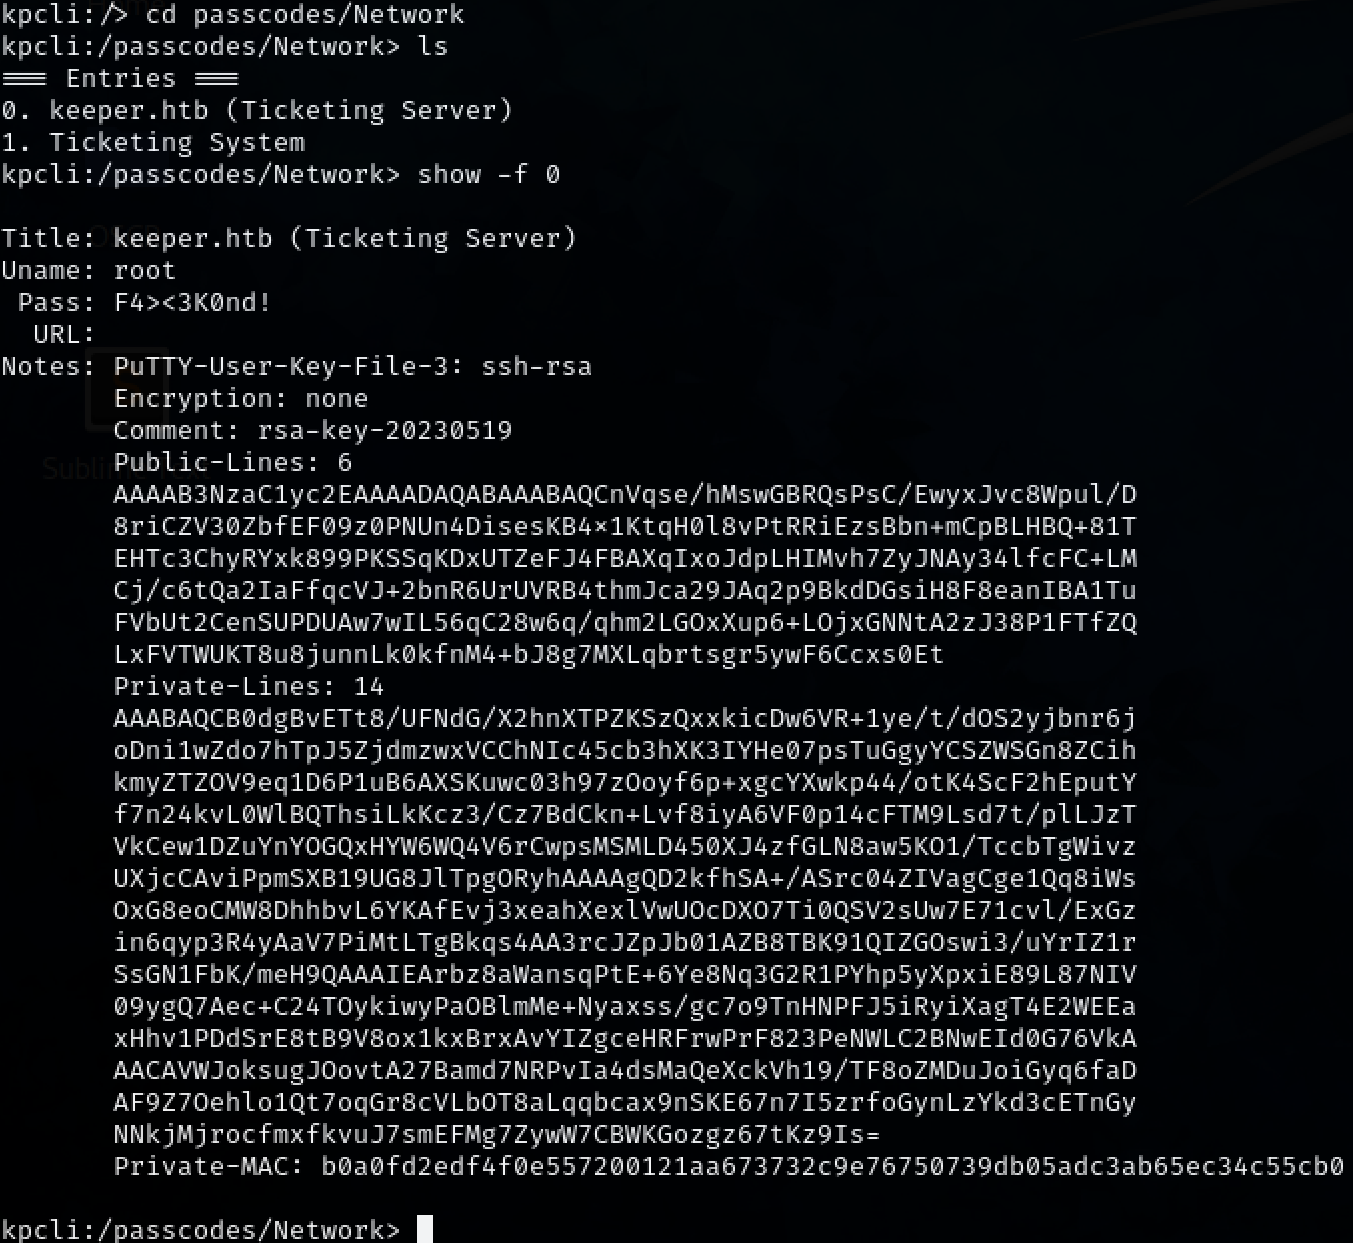 kpcli:/> cd passcodes/Network
kpcli:/passcodes/Network> ls
=== Entries ===
0. keeper.htb (Ticketing Server)
1. Ticketing System
kpcli:/passcodes/Network> show -f 0
Title: keeper.htb (Ticketing Server)
Uname: root
Pass: F4><3K0nd!
URL:
Notes: PuTTY-User-Key-File-3: ssh-rsa
Encryption: none
Comment: rsa-key-20230519
Public-Lines: 6
AAAAB3NzaC1yc2EAAAADAQABAAABAQCnVqse/hMswGBRQsPsC/EwyxJvc8Wpul/D
8riCZV30ZbfEF09z0PNUn4DisesKB4×1KtqH0l8vPtRRiEzsBbn+mCpBLHBQ+81T
EHTc3ChyRYxk899PKSSqKDxUTZeFJ4FBAXqIxoJdpLHIMvh7ZyJNAy34lfcFC+LM
Cj/c6tQa2IaFfqcVJ+2bnR6UrUVRB4thmJca29JAq2p9BkdDGsiH8F8eanIBA1Tu
FVbUt2CenSUPDUAw7wIL56qC28w6q/qhm2LGOxXup6+LOjxGNNtA2zJ38P1FTfZQ
LxFVTWUKT8u8junnLk0kfnM4+bJ8g7MXLqbrtsgr5ywF6Ccxs0Et
Private-Lines: 14
AAABAQCB0dgBvETt8/UFNdG/X2hnXTPZKSzQxxkicDw6VR+1ye/t/dOS2yjbnr6j
oDni1wZdo7hTpJ5ZjdmzwxVCChNIc45cb3hXK3IYHe07psTuGgyYCSZWSGn8ZCih
kmyZTZOV9eq1D6P1uB6AXSKuwc03h97zOoyf6p+xgcYXwkp44/otK4ScF2hEputY
f7n24kvL0WlBQThsiLkKcz3/Cz7BdCkn+Lvf8iyA6VF0p14cFTM9Lsd7t/plLJzT
VkCew1DZuYnYOGQxHYW6WQ4V6rCwpsMSMLD450XJ4zfGLN8aw5KO1/TccbTgWivz
UXjcCAviPpmSXB19UG8JlTpgORyhAAAAgQD2kfhSA+/ASrc04ZIVagCge1Qq8iWs
OxG8eoCMW8DhhbvL6YKAfEvj3xeahXexlVwUOcDXO7Ti0QSV2sUw7E71cvl/ExGz
in6qyp3R4yAaV7PiMtLTgBkqs4AA3rcJZpJb01AZB8TBK91QIZGOswi3/uYrIZ1r
SsGN1FbK/meH9QAAAIEArbz8aWansqPtE+6Ye8Nq3G2R1PYhp5yXpxiE89L87NIV
09ygQ7Aec+C24TOykiwyPaOBlmMe+Nyaxss/gc7o9TnHNPFJ5iRyiXagT4E2WEEa
xHhv1PDdSrE8tB9V8ox1kxBrxAvYIZgceHRFrwPrF823PeNWLC2BNwEId0G76VkA
AACAVWJoksugJOovtA27Bamd7NRPvIa4dsMaQeXckVh19/TF8oZMDuJoiGyq6faD
AF9Z7Oehlo1Qt7oqGr8cVLbOT8aLqqbcax9nSKE67n7I5zrfoGynLzYkd3cETnGy
NNkjMjrocfmxfkvuJ7smEFMg7ZywW7CBWKGozgz67tKz9Is=
Private-MAC: b0a0fd2edf4f0e557200121aa673732c9e76750739db05adc3ab65ec34c55cb0
kpcli:/passcodes/Network>